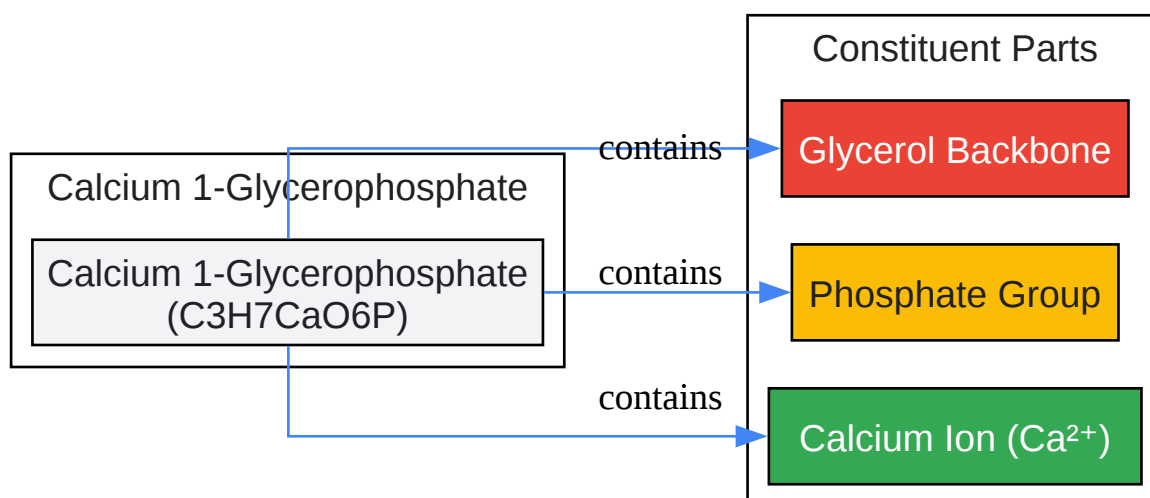 Constituent Parts
contains
Glycerol Backbone
Calcium 1-Glycerophosphate
Calcium 1-Glycerophosphate
(C3H7CaO6P)
contains
Phosphate Group
contains
Calcium Ion (Ca²⁺)